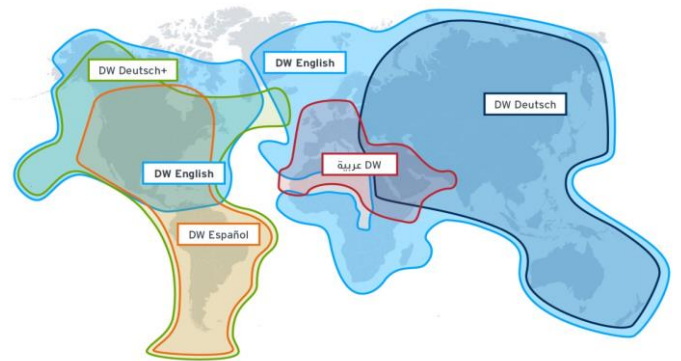 DW Deutsch+
DW English
DW Deutsch
DW عربية
DW English
DW Español